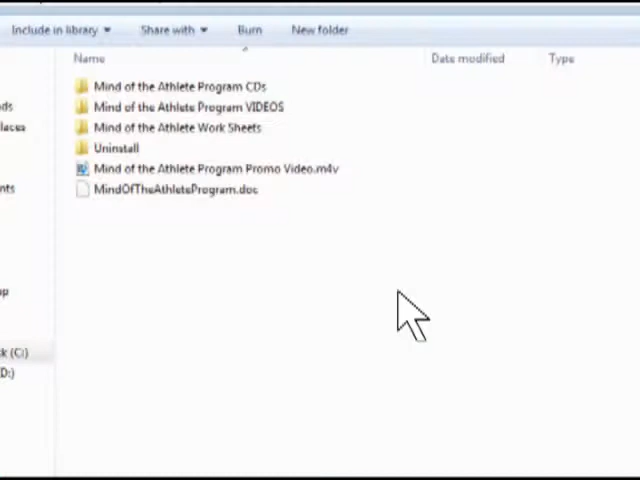 Include in library Share with Burn New folder
Name Date modified Type
Mind of the Athlete Program CDs
Mind of the Athlete Program VIDEOS
Mind of the Athlete Work Sheets
Uninstall
Mind of the Athlete Program Promo Video.m4v
MindOfTheAthleteProgram.doc
k (C:)
D:)